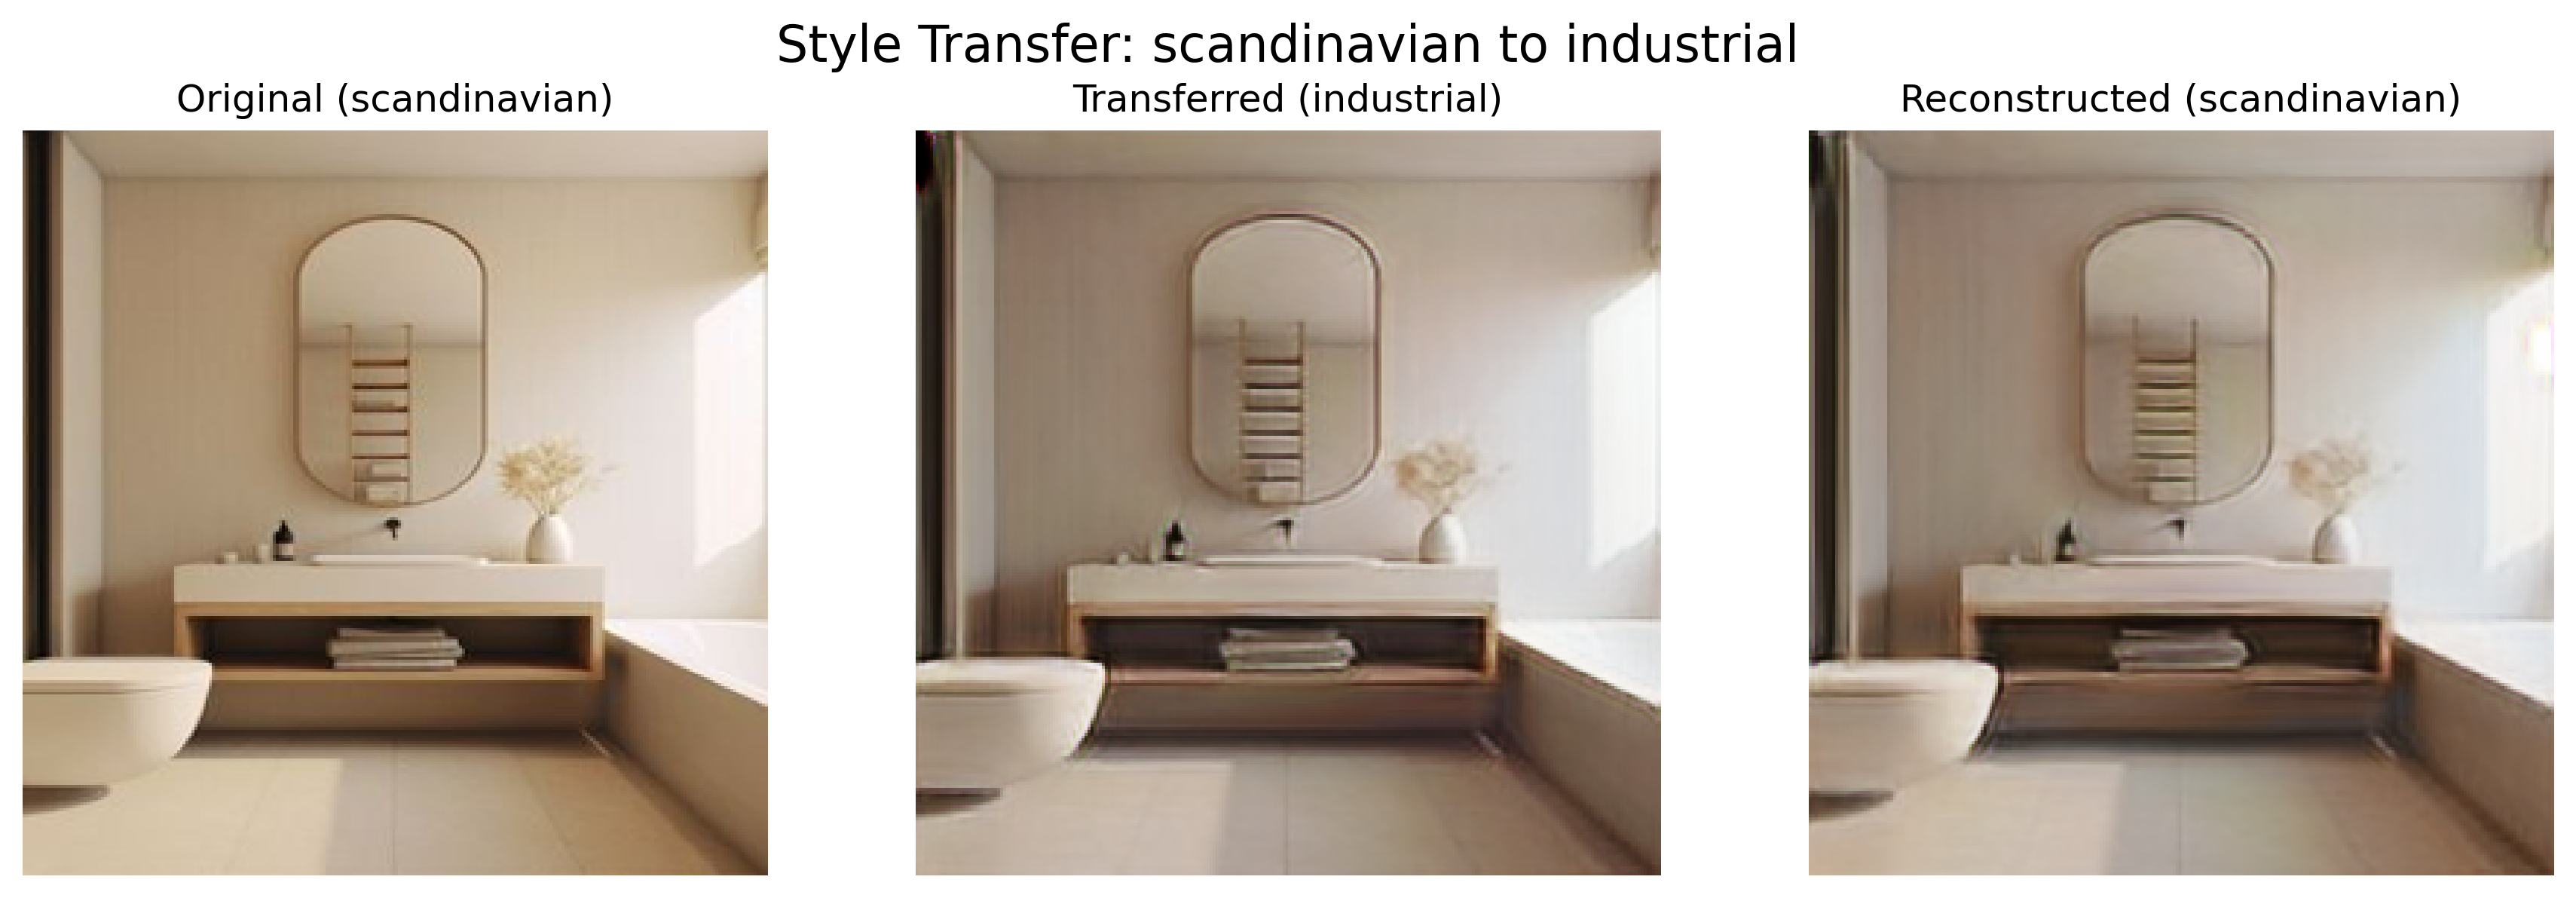 Style Transfer: scandinavian to industrial
Original (scandinavian)
Transferred (industrial)
Reconstructed (scandinavian)